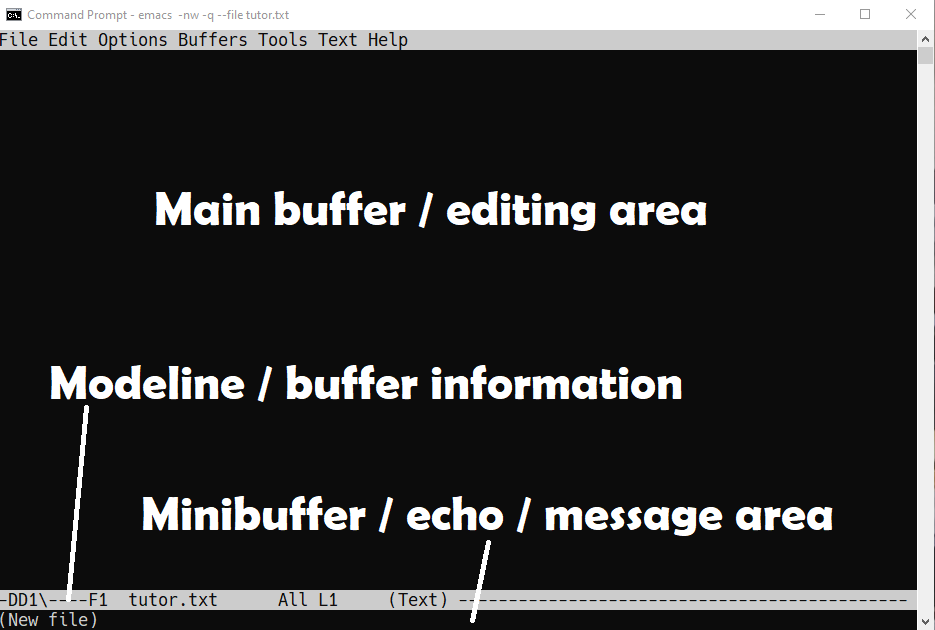 Command Prompt - emacs -nw -q --file tutor.txt
File Edit Options Buffers Tools Text Help
Main buffer / editing area
Modeline / buffer information
Minibuffer / echo / message area
-DD1\----F1  tutor.txt      All L1     (Text) ---------------------------------------------
(New file)